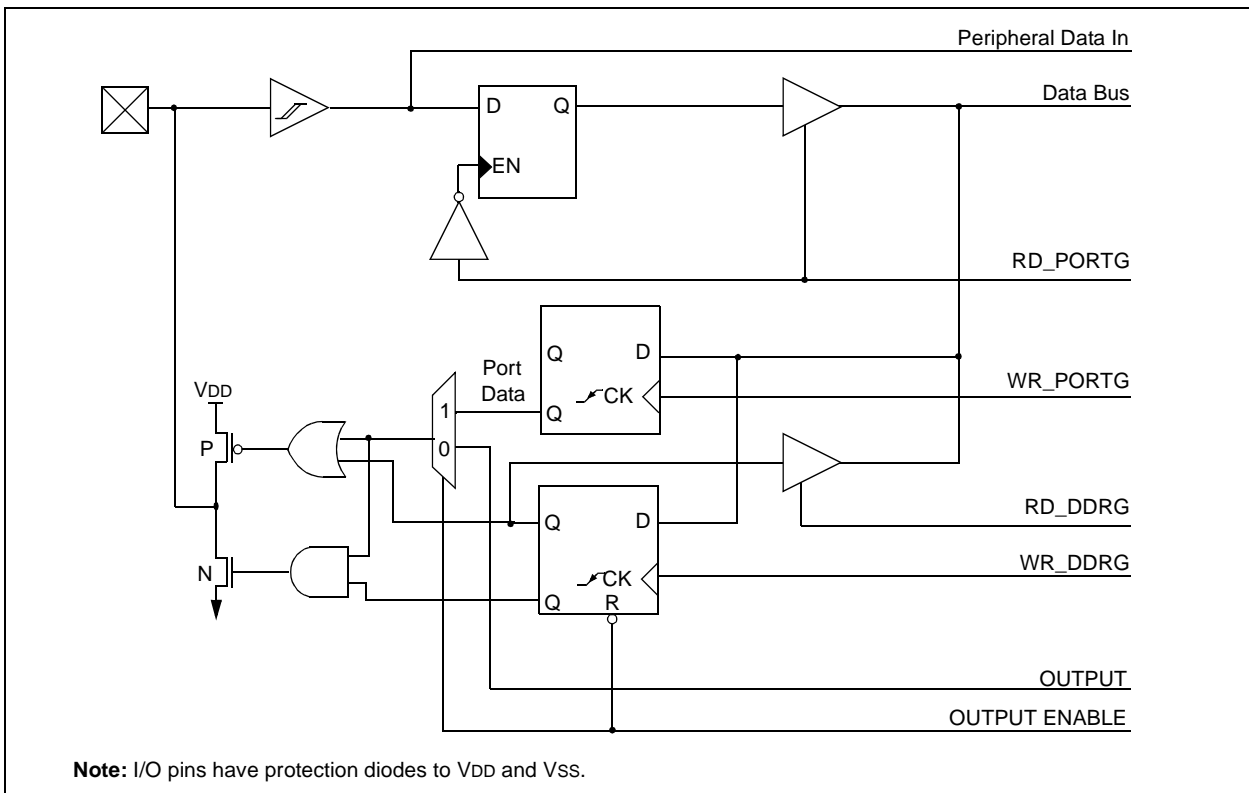 Peripheral Data In
Data Bus
D Q
EN
RD_PORTG
Q D
Port
Data
CK
Q
WR_PORTG
VDD
P
1
0
Q D
RD_DDRG
N
CK
WR_DDRG
Q
R
OUTPUT
OUTPUT ENABLE
Note: I/O pins have protection diodes to VDD and VSS.